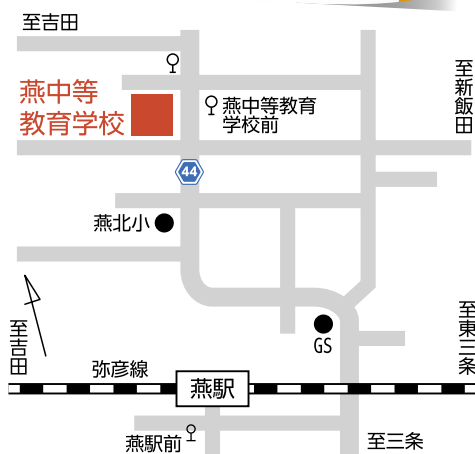 至吉田
燕中等
教育学校
燕中等教育
学校前
至新飯田
44
燕北小
GS
至吉田
至東三条
弥彦線
燕駅
燕駅前
至三条